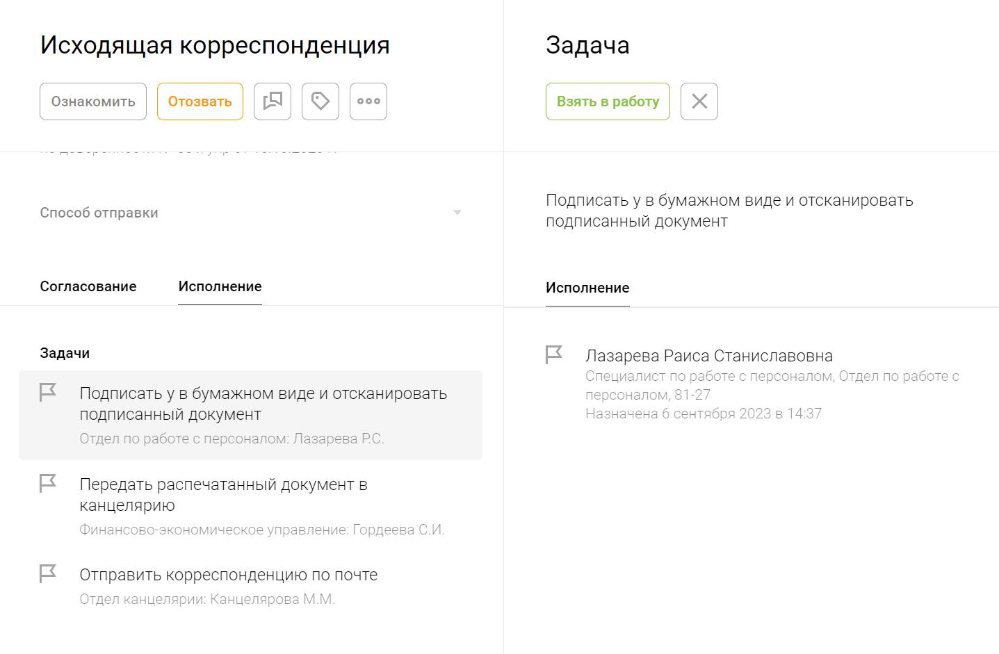 Исходящая корреспонденция
Ознакомить
Отозвать
Способ отправки
Согласование
Исполнение
Задачи
Подписать у в бумажном виде и отсканировать
подписанный документ
Отдел по работе с персоналом: Лазарева Р.С.
Передать распечатанный документ в
канцелярию
Финансово-экономическое управление: Гордеева С.И.
Отправить корреспонденцию по почте
Отдел канцелярии: Канцелярова М.М.
Задача
Взять в работу
Подписать у в бумажном виде и отсканировать
подписанный документ
Исполнение
Лазарева Раиса Станиславовна
Специалист по работе с персоналом, Отдел по работе с
персоналом, 81-27
Назначена 6 сентября 2023 в 14:37